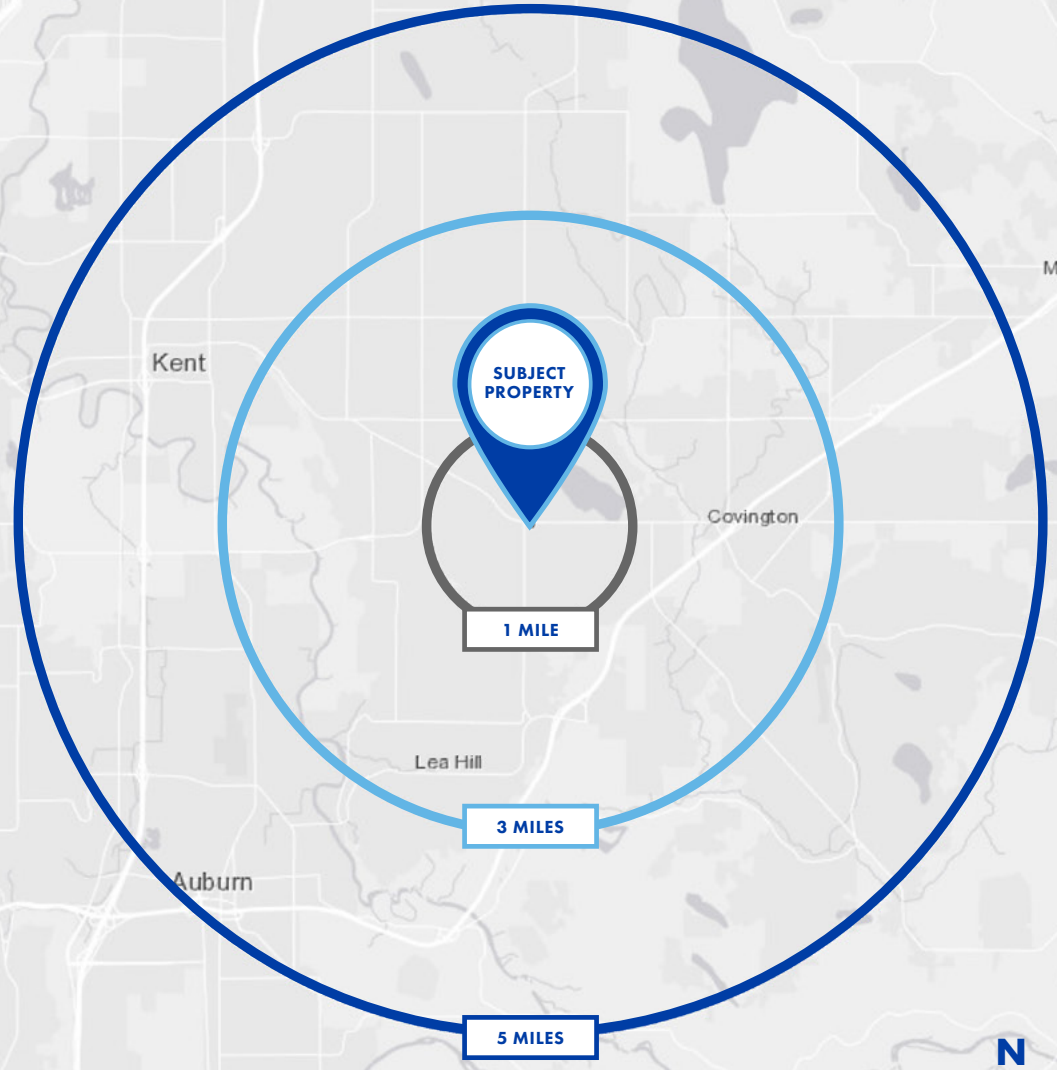 M
Kent
SUBJECT
PROPERTY
Covington
1 MILE
Lea Hill
3 MILES
Auburn
5 MILES
N